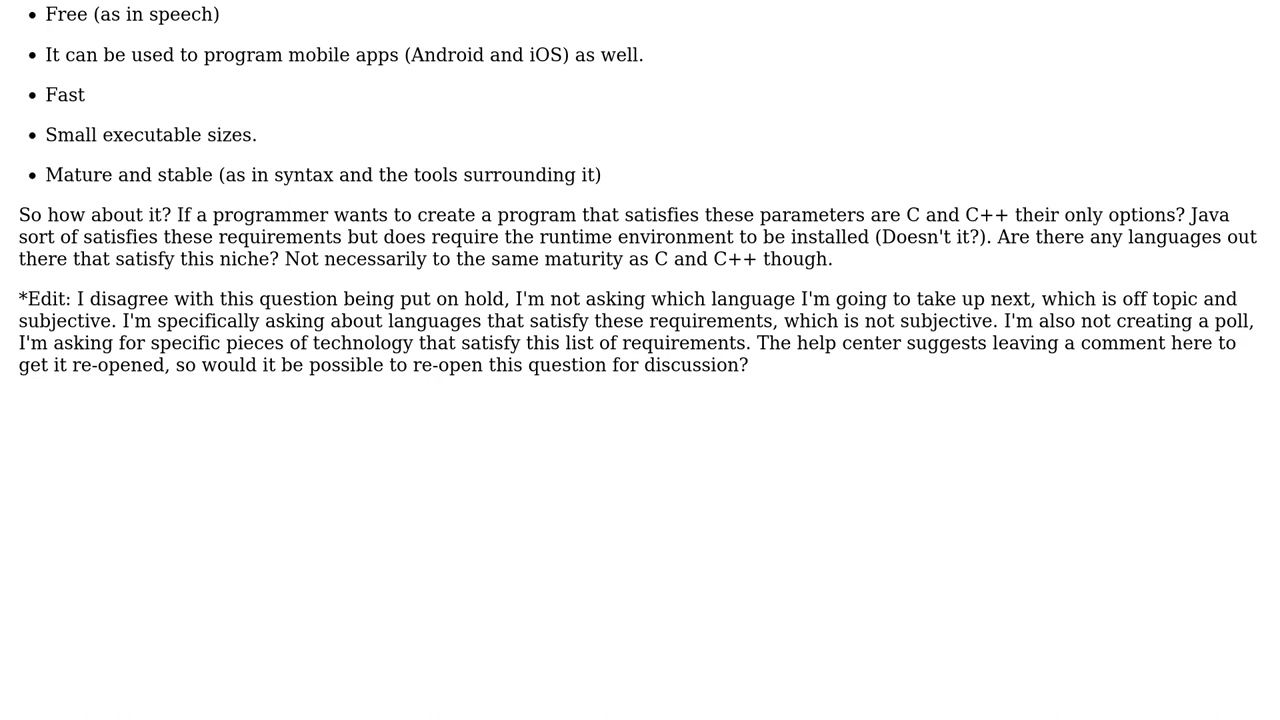 • Free (as in speech)
• It can be used to program mobile apps (Android and iOS) as well.
• Fast
• Small executable sizes.
• Mature and stable (as in syntax and the tools surrounding it)
So how about it? If a programmer wants to create a program that satisfies these parameters are C and C++ their only options? Java
sort of satisfies these requirements but does require the runtime environment to be installed (Doesn't it?). Are there any languages out
there that satisfy this niche? Not necessarily to the same maturity as C and C++ though.
*Edit: I disagree with this question being put on hold, I'm not asking which language I'm going to take up next, which is off topic and
subjective. I'm specifically asking about languages that satisfy these requirements, which is not subjective. I'm also not creating a poll,
I'm asking for specific pieces of technology that satisfy this list of requirements. The help center suggests leaving a comment here to
get it re-opened, so would it be possible to re-open this question for discussion?